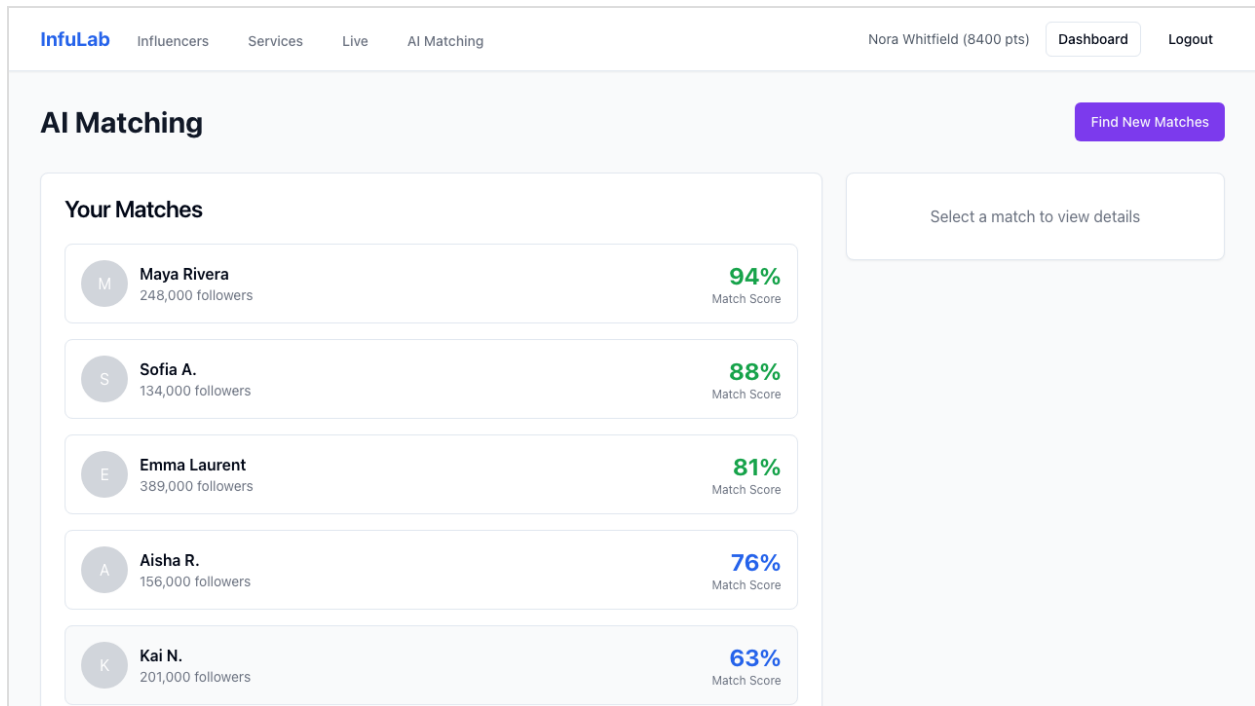 InfuLab Influencers Services Live AI Matching Nora Whitfield (8400 pts) Dashboard Logout
AI Matching Find New Matches
Your Matches
Select a match to view details
M
Maya Rivera
248,000 followers
94%
Match Score
S
Sofia A.
134,000 followers
88%
Match Score
E
Emma Laurent
389,000 followers
81%
Match Score
A
Aisha R.
156,000 followers
76%
Match Score
K
Kai N.
201,000 followers
63%
Match Score